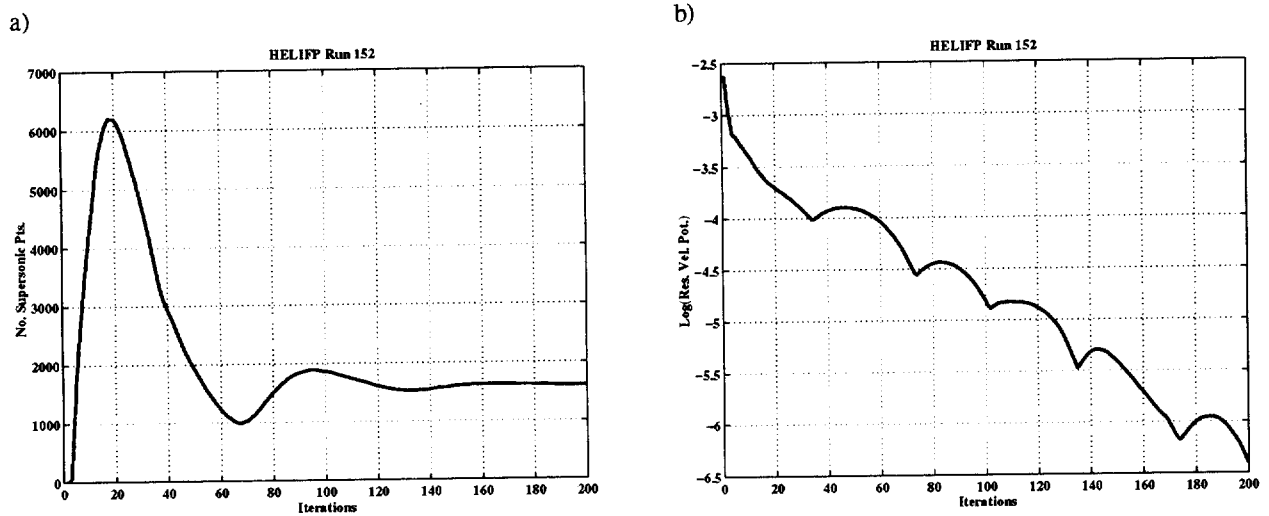 a)
HELIFP Run 152
No. Supersonic Pts.
7000
6000
5000
4000
3000
2000
1000
0
0 20 40 60 80 100 120 140 160 180 200
Iterations
b)
HELIFP Run 152
Log(Res. Vel. Pot.)
-2.5
-3
-3.5
-4
-4.5
-5
-5.5
-6
-6.5
0 20 40 60 80 100 120 140 160 180 200
Iterations